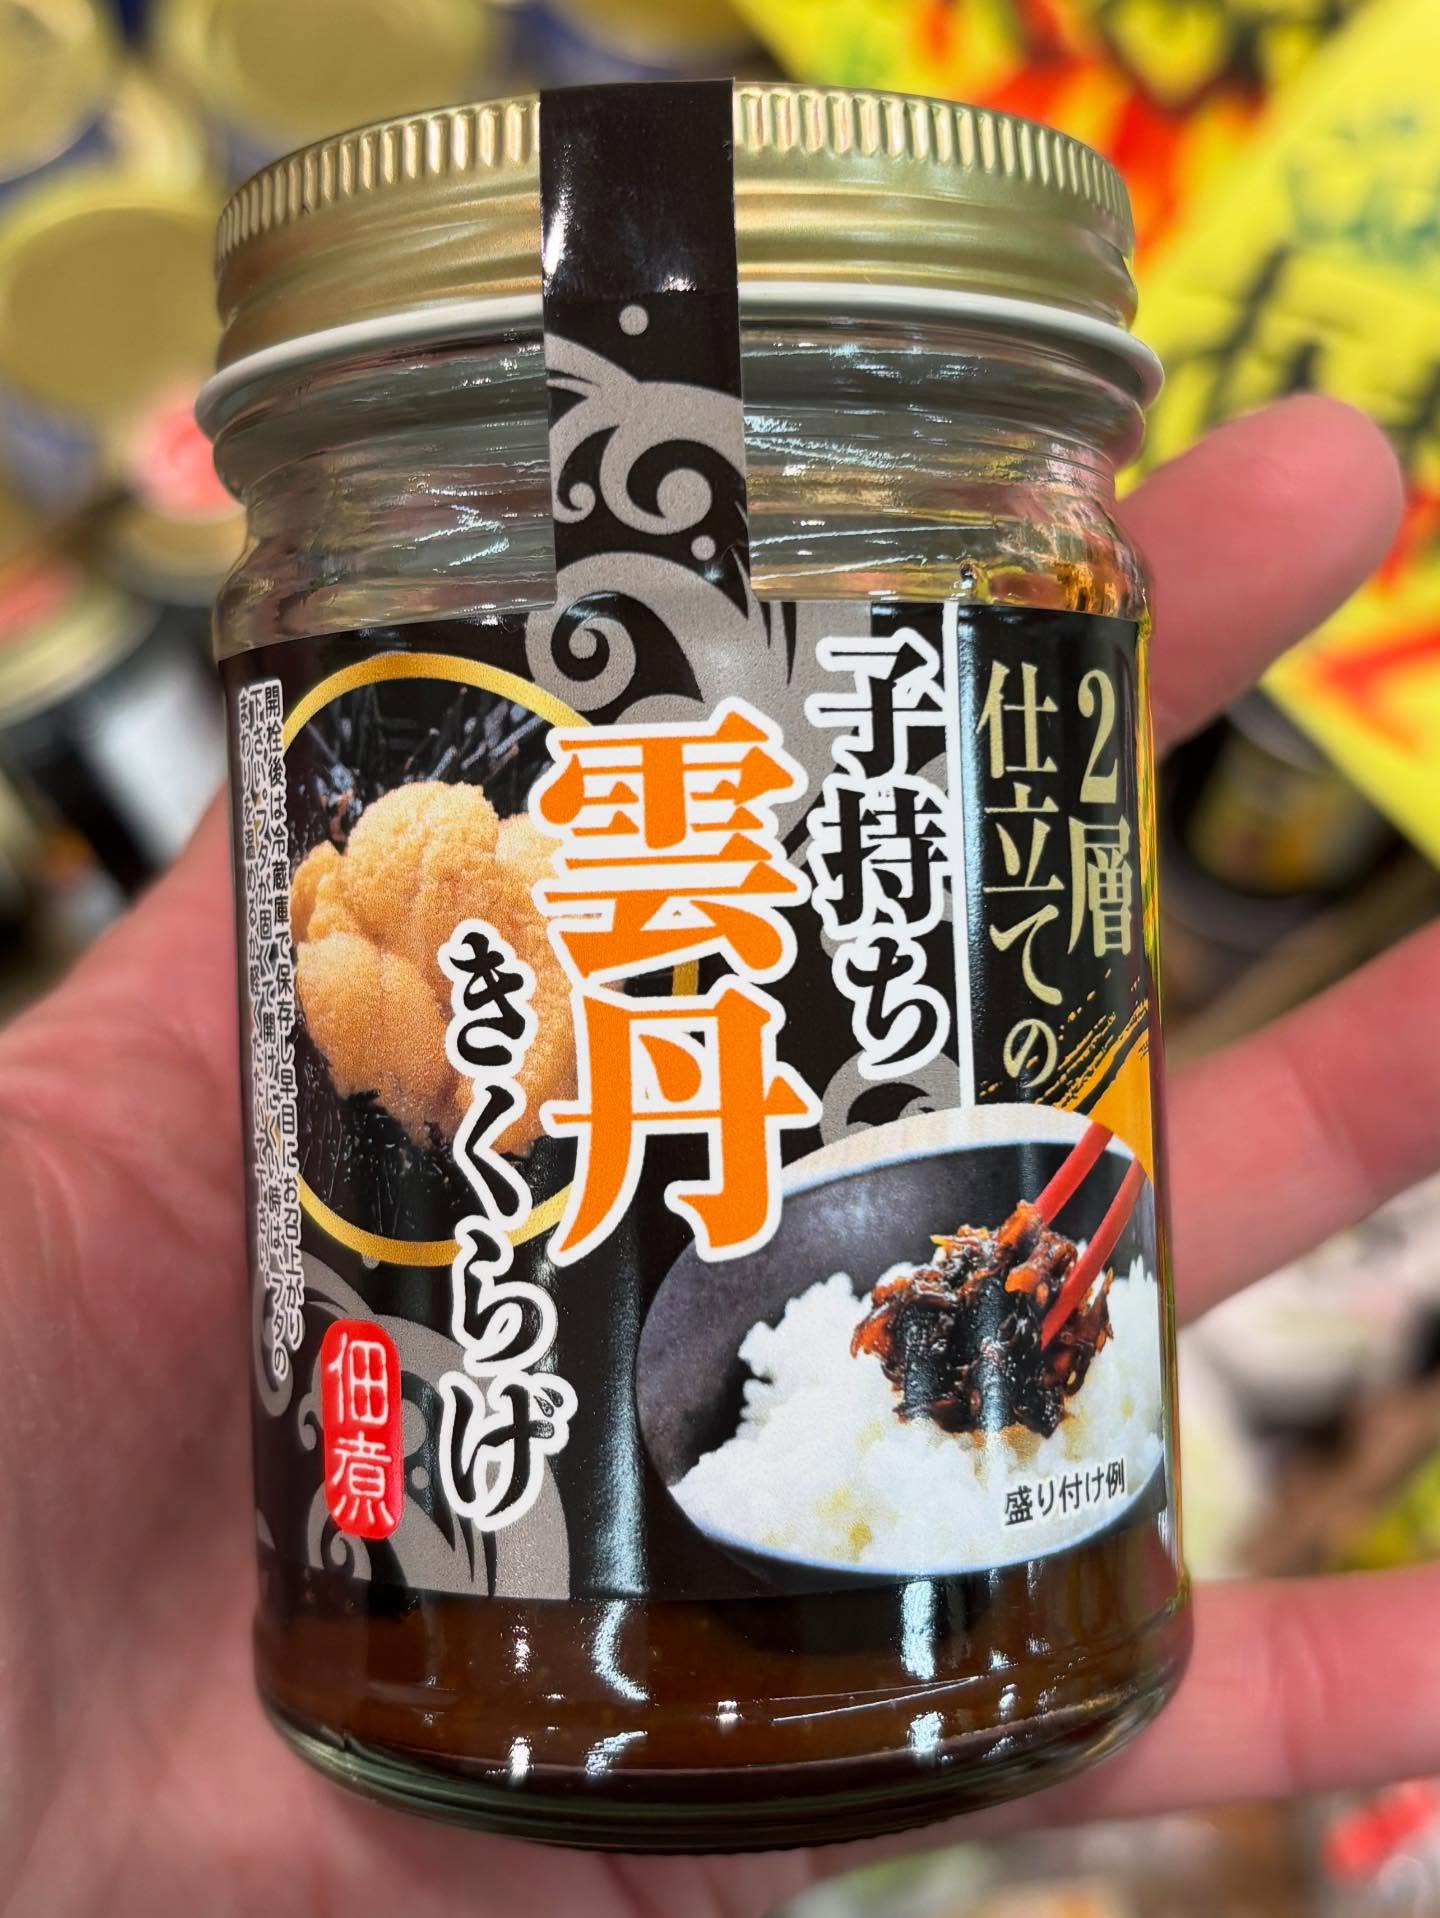 2層
仕立ての
子持ち
雲丹
きくらげ
佃煮
開栓後は冷蔵庫で保存し早目にお召上がり
下さい。フタが固くて開けにくい時は、フタの
まわりを温めるか軽くたたいて下さい。
盛り付け例